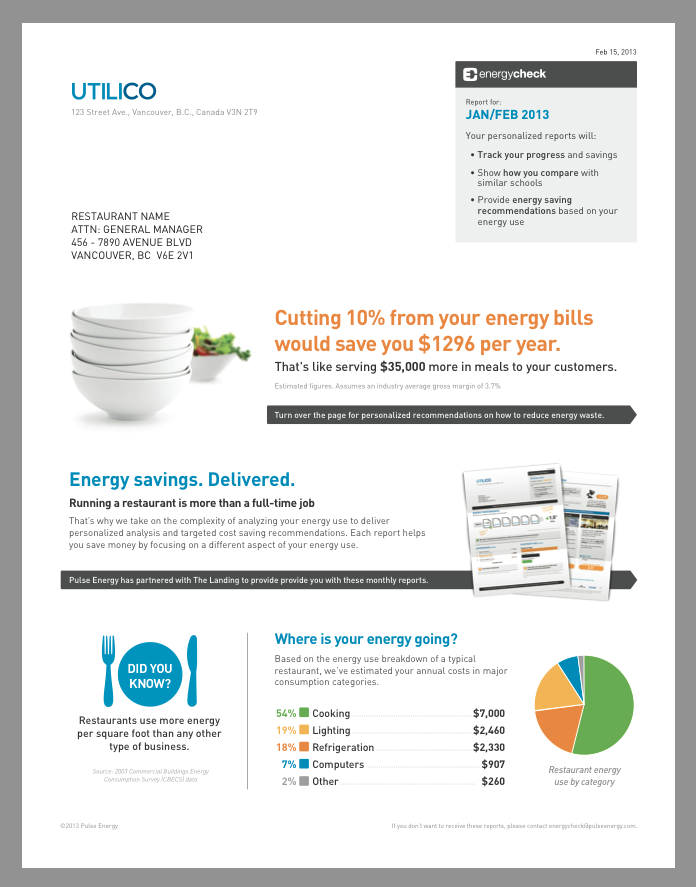 Feb 15, 2013
UTILICO
123 Street Ave., Vancouver, B.C., Canada V3N 2T9
energycheck
Report for:
JAN/FEB 2013
Your personalized reports will:
• Track your progress and savings
• Show how you compare with
similar schools
• Provide energy saving
recommendations based on your
energy use
RESTAURANT NAME
ATTN: GENERAL MANAGER
456 - 7890 AVENUE BLVD
VANCOUVER, BC V6E 2V1
Cutting 10% from your energy bills
would save you $1296 per year.
That's like serving $35,000 more in meals to your customers.
Estimated figures. Assumes an industry average gross margin of 3.7%
Turn over the page for personalized recommendations on how to reduce energy waste.
Energy savings. Delivered.
Running a restaurant is more than a full-time job
That's why we take on the complexity of analyzing your energy use to deliver
personalized analysis and targeted cost saving recommendations. Each report helps
you save money by focusing on a different aspect of your energy use.
Pulse Energy has partnered with The Landing to provide provide you with these monthly reports.
DID YOU
KNOW?
Restaurants use more energy
per square foot than any other
type of business.
Source: 2003 Commercial Buildings Energy
Consumption Survey (CBECS) data
Where is your energy going?
Based on the energy use breakdown of a typical
restaurant, we've estimated your annual costs in major
consumption categories.
54% Cooking $7,000
19% Lighting $2,460
18% Refrigeration $2,330
7% Computers $907
2% Other $260
Restaurant energy
use by category
©2013 Pulse Energy
If you don't want to receive these reports, please contact energycheck@pulseenergy.com.